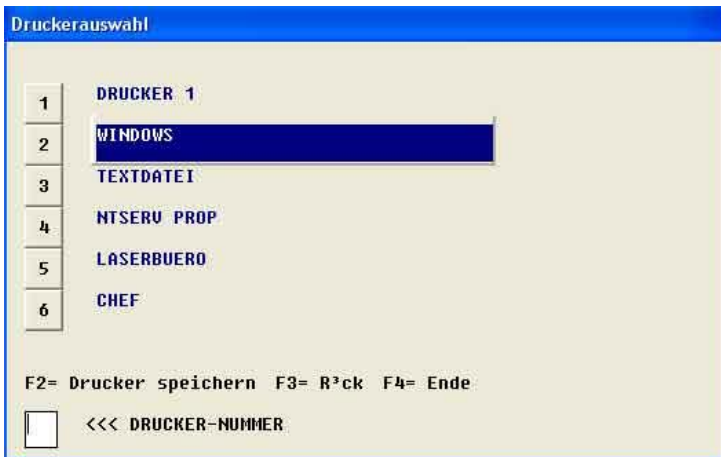 Druckerauswahl
1 DRUCKER 1
2 WINDOWS
3 TEXTDATEI
4 NTSERV PROP
5 LASERBUERO
6 CHEF
F2= Drucker speichern F3= R³ck F4= Ende
<<< DRUCKER-NUMMER